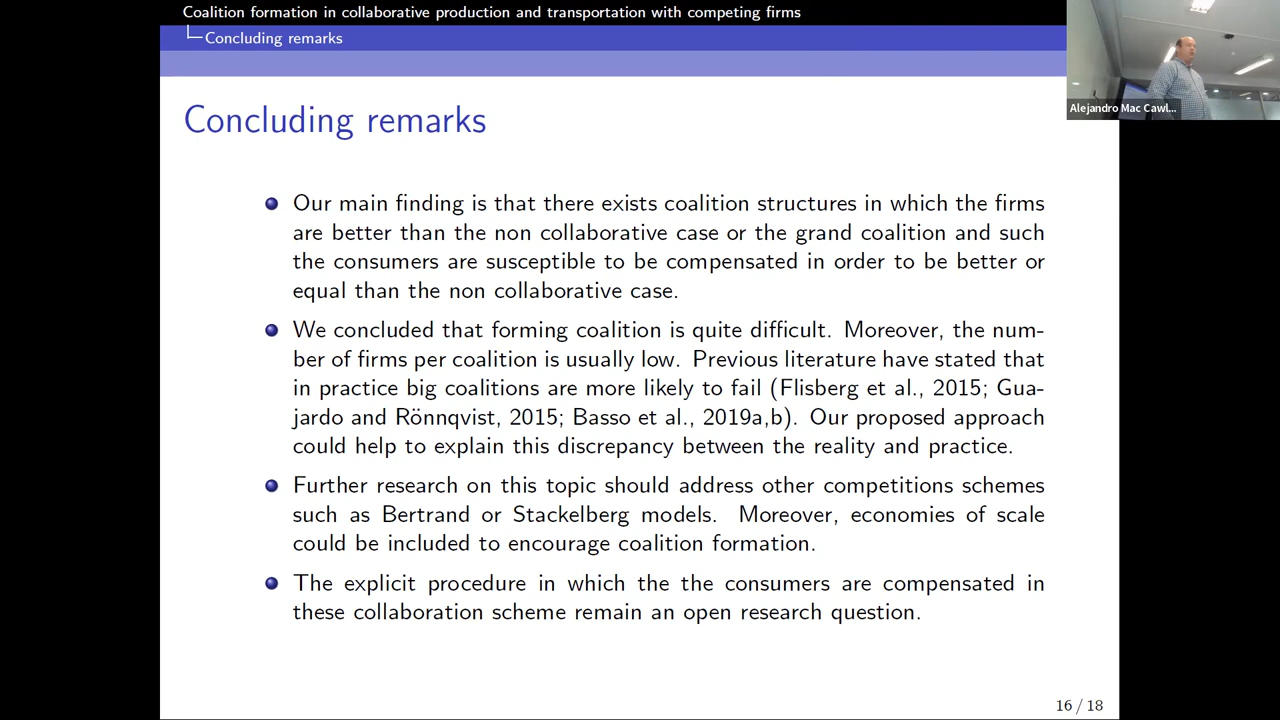 Coalition formation in collaborative production and transportation with competing firms
Concluding remarks
Alejandro Mac Cawl...
Concluding remarks
Our main finding is that there exists coalition structures in which the firms
are better than the non collaborative case or the grand coalition and such
the consumers are susceptible to be compensated in order to be better or
equal than the non collaborative case.
We concluded that forming coalition is quite difficult. Moreover, the num-
ber of firms per coalition is usually low. Previous literature have stated that
in practice big coalitions are more likely to fail (Flisberg et al., 2015; Gua-
jardo and Rönnqvist, 2015; Basso et al., 2019a,b). Our proposed approach
could help to explain this discrepancy between the reality and practice.
Further research on this topic should address other competitions schemes
such as Bertrand or Stackelberg models. Moreover, economies of scale
could be included to encourage coalition formation.
The explicit procedure in which the the consumers are compensated in
these collaboration scheme remain an open research question.
16 / 18